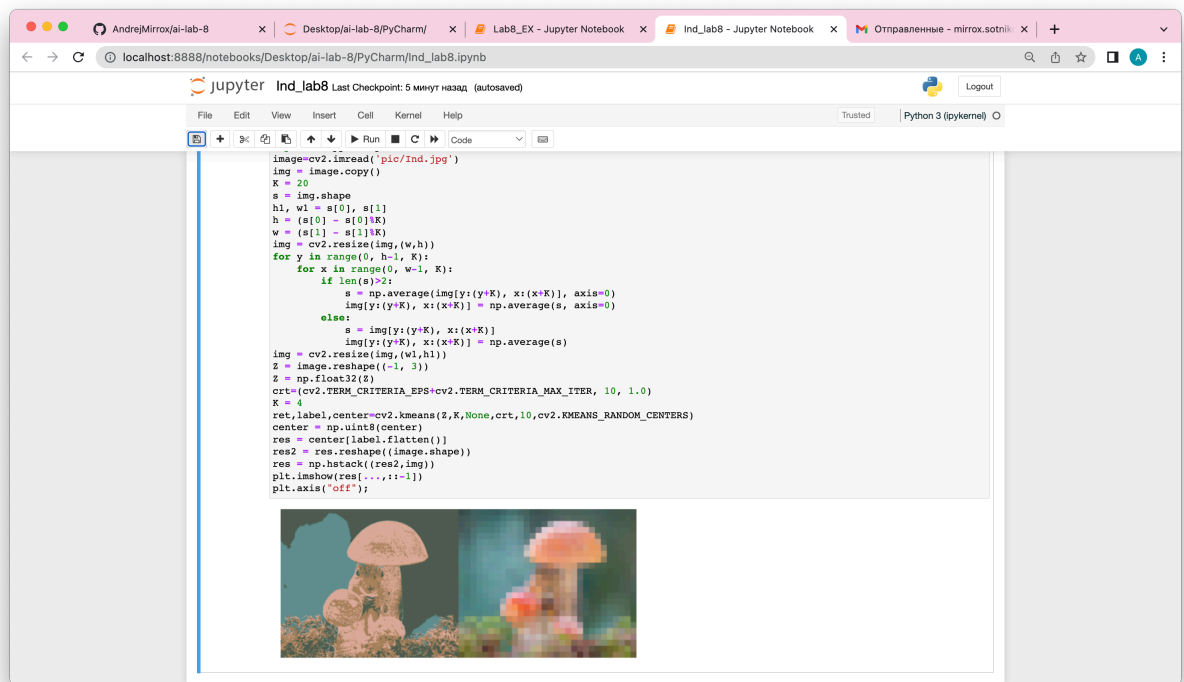 AndrejMirrox/ai-lab-8
Desktop/ai-lab-8/PyCharm/
Lab8_EX - Jupyter Notebook
Ind_lab8 - Jupyter Notebook
Отправленные - mirrox.sotnik
localhost:8888/notebooks/Desktop/ai-lab-8/PyCharm/Ind_lab8.ipynb
A
jupyter Ind_lab8 Last Checkpoint: 5 минут назад (autosaved)
Logout
File Edit View Insert Cell Kernel Help
Trusted
Python 3 (ipykernel)
Run
Code
image=cv2.imread('pic/Ind.jpg')
img = image.copy()
K = 20
s = img.shape
h1, w1 = s[0], s[1]
h = (s[0] - s[0]%K)
w = (s[1] - s[1]%K)
img = cv2.resize(img,(w,h))
for y in range(0, h-1, K):
    for x in range(0, w-1, K):
        if len(s)>2:
            s = np.average(img[y:(y+K), x:(x+K)], axis=0)
            img[y:(y+K), x:(x+K)] = np.average(s, axis=0)
        else:
            s = img[y:(y+K), x:(x+K)]
            img[y:(y+K), x:(x+K)] = np.average(s)
img = cv2.resize(img,(w1,h1))
Z = image.reshape((-1, 3))
Z = np.float32(Z)
crt=(cv2.TERM_CRITERIA_EPS+cv2.TERM_CRITERIA_MAX_ITER, 10, 1.0)
K = 4
ret,label,center=cv2.kmeans(Z,K,None,crt,10,cv2.KMEANS_RANDOM_CENTERS)
center = np.uint8(center)
res = center[label.flatten()]
res2 = res.reshape((image.shape))
res = np.hstack((res2,img))
plt.imshow(res[...,::-1])
plt.axis("off");